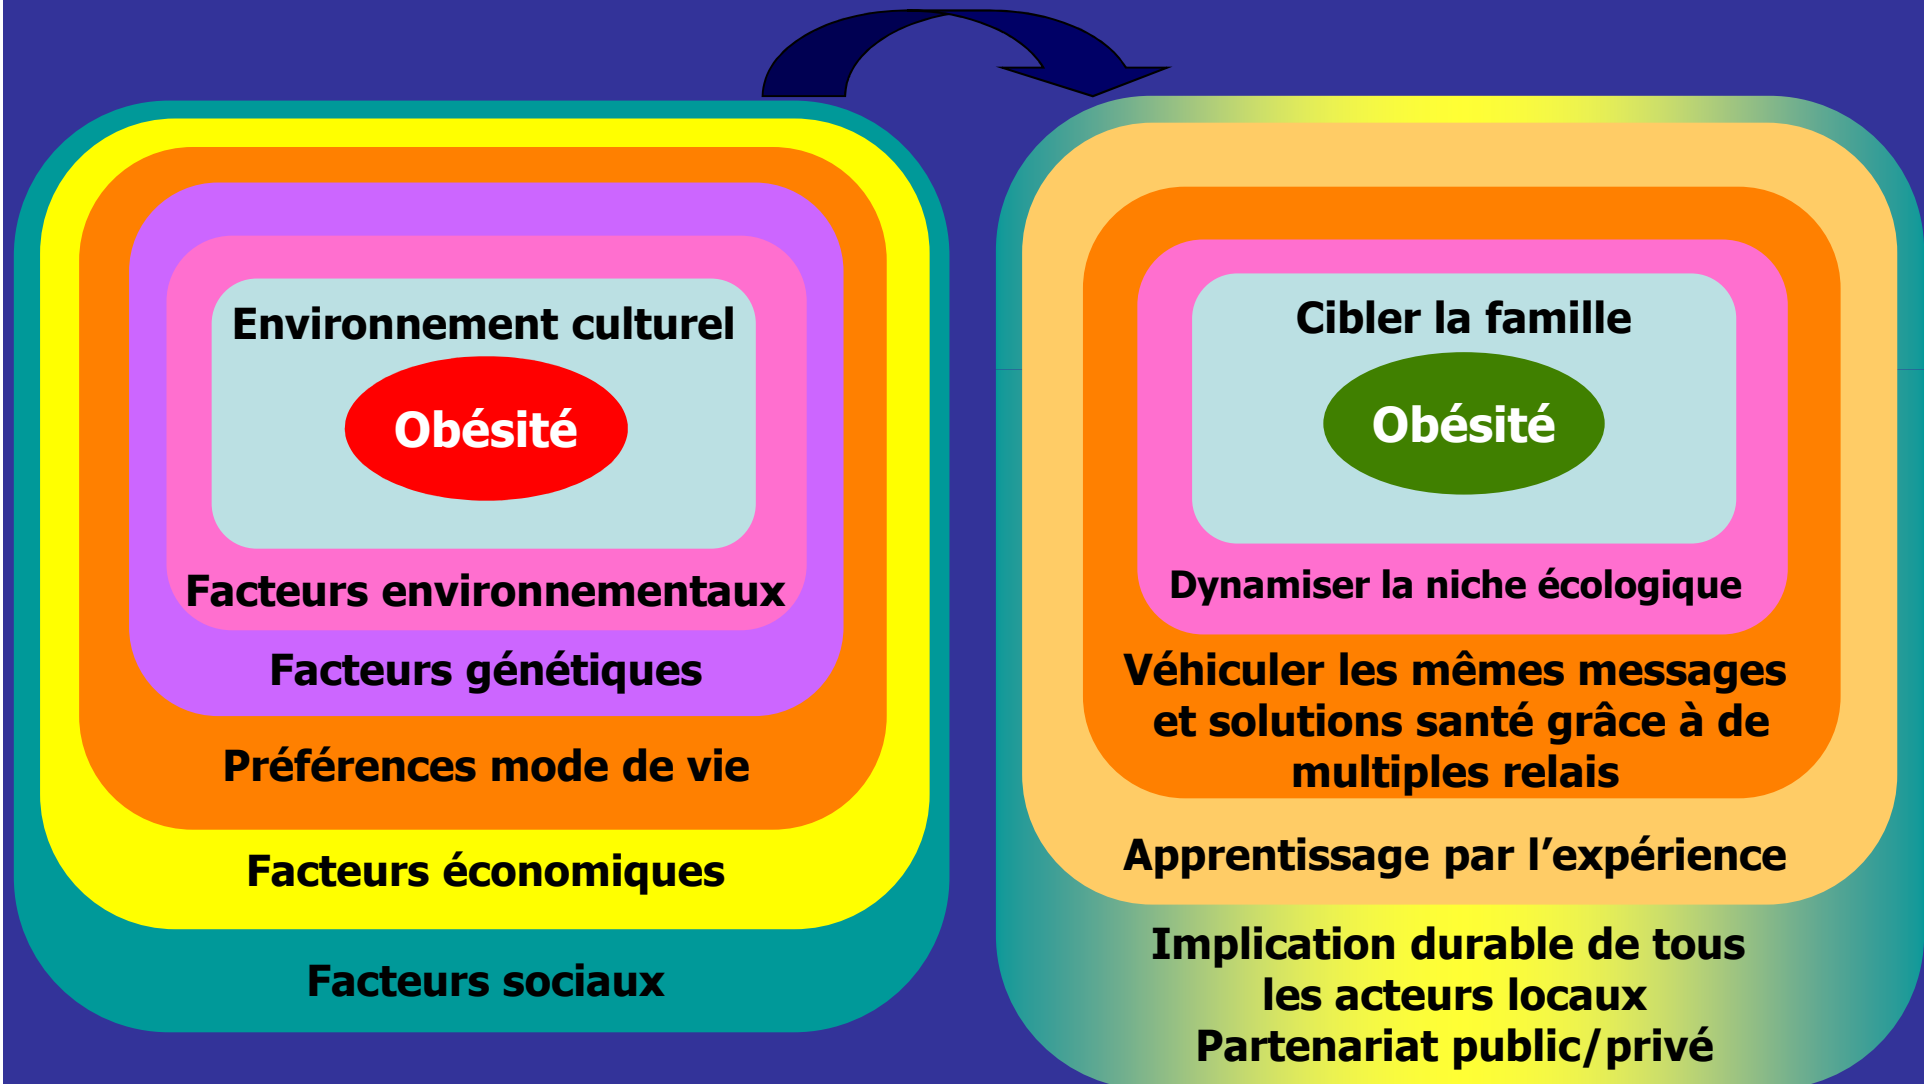 Environnement culturel
Obésité
Facteurs environnementaux
Facteurs génétiques
Préférences mode de vie
Facteurs économiques
Facteurs sociaux
Cibler la famille
Obésité
Dynamiser la niche écologique
Véhiculer les mêmes messages
et solutions santé grâce à de
multiples relais
Apprentissage par l’expérience
Implication durable de tous
les acteurs locaux
Partenariat public/privé